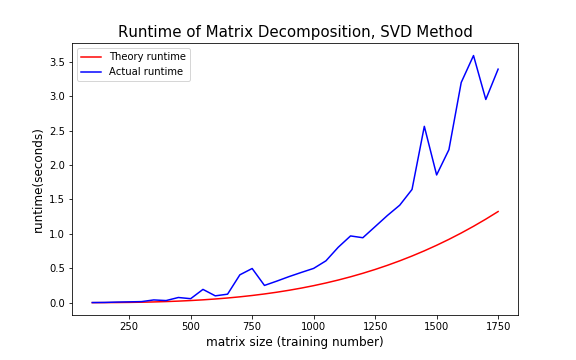 Runtime of Matrix Decomposition, SVD Method
Theory runtime
Actual runtime
runtime(seconds)
3.5
3.0
2.5
2.0
1.5
1.0
0.5
0.0
250 500 750 1000 1250 1500 1750
matrix size (training number)